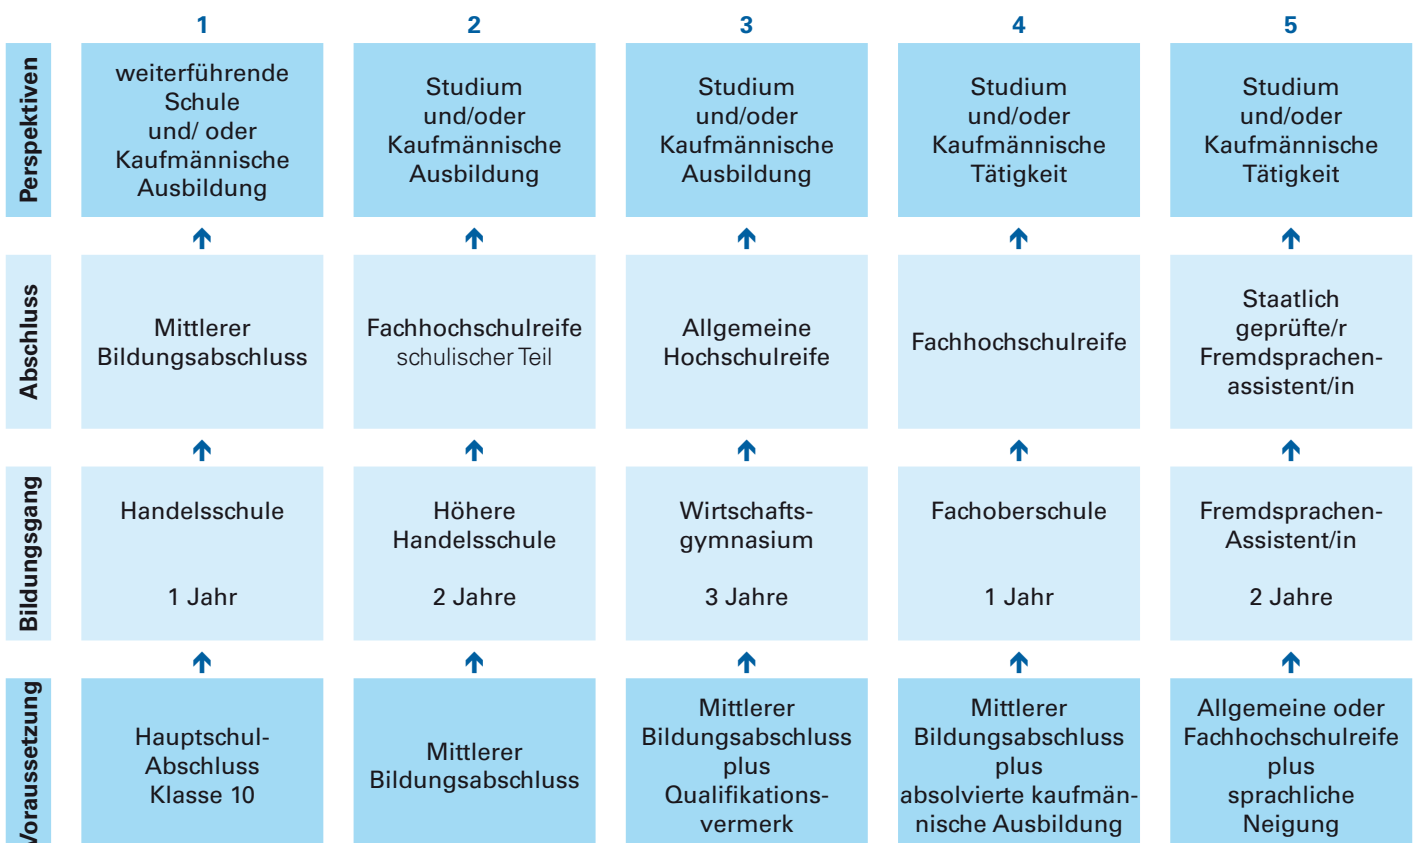 1
2
3
4
5
Perspektiven
weiterführende
Schule
und/ oder
Kaufmännische
Ausbildung
Studium
und/oder
Kaufmännische
Ausbildung
Studium
und/oder
Kaufmännische
Ausbildung
Studium
und/oder
Kaufmännische
Tätigkeit
Studium
und/oder
Kaufmännische
Tätigkeit
Abschluss
Mittlerer
Bildungsabschluss
Fachhochschulreife
schulischer Teil
Allgemeine
Hochschulreife
Fachhochschulreife
Staatlich
geprüfte/r
Fremdsprachen-
assistent/in
Bildungsgang
Handelsschule
1 Jahr
Höhere
Handelsschule
2 Jahre
Wirtschafts-
gymnasium
3 Jahre
Fachoberschule
1 Jahr
Fremdsprachen-
Assistent/in
2 Jahre
Voraussetzung
Hauptschul-
Abschluss
Klasse 10
Mittlerer
Bildungsabschluss
Mittlerer
Bildungsabschluss
plus
Qualifikations-
vermerk
Mittlerer
Bildungsabschluss
plus
absolvierte kaufmän-
nische Ausbildung
Allgemeine oder
Fachhochschulreife
plus
sprachliche
Neigung